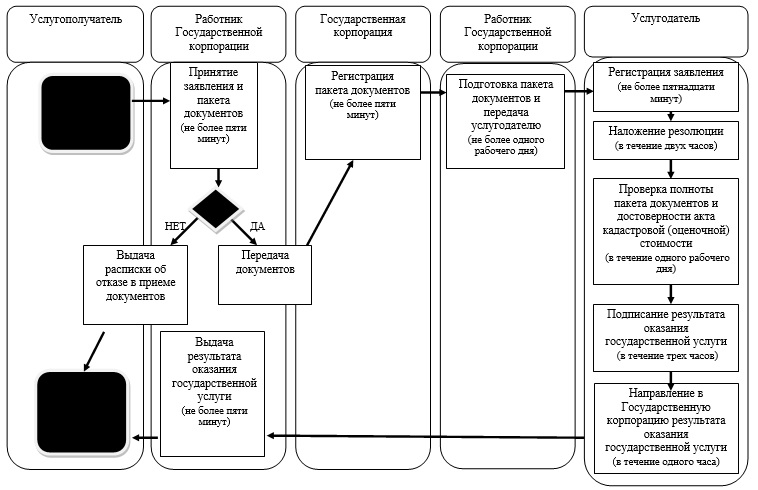 Услугополучатель
Работник
Государственной
корпорации
Государственная
корпорация
Работник
Государственной
корпорации
Услугодатель
Принятие
заявления и
пакета
документов
(не более пяти
минут)
НЕТ
ДА
Выдача
расписки об
отказе в приеме
документов
Передача
документов
Регистрация
пакета документов
(не более пяти
минут)
Подготовка пакета
документов и
передача
услугодателю
(не более одного
рабочего дня)
Регистрация заявления
(не более пятнадцати
минут)
Наложение резолюции
(в течение двух часов)
Проверка полноты
пакета документов и
достоверности акта
кадастровой (оценочной)
стоимости
(в течение одного рабочего
дня)
Подписание результата
оказания
государственной услуги
(в течение трех часов)
Направление в
Государственную
корпорацию результата
оказания
государственной услуги
(в течение одного часа)
Выдача
результата
оказания
государственной
услуги
(не более пяти
минут)